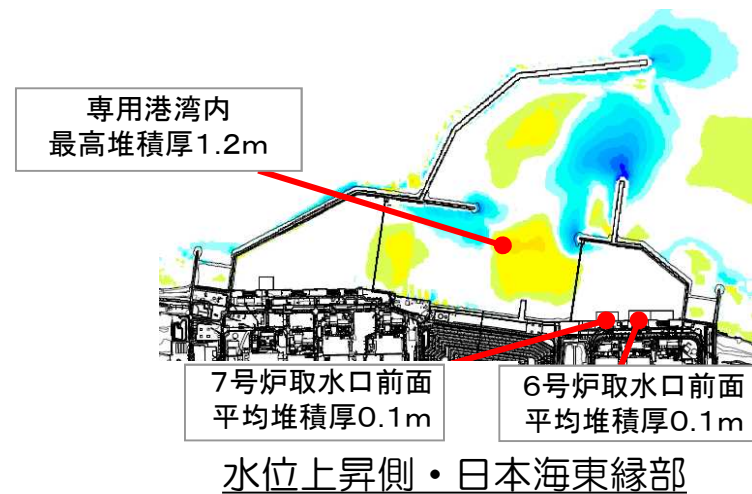 専用港湾内
最高堆積厚1.2m
7号炉取水口前面
平均堆積厚0.1m
6号炉取水口前面
平均堆積厚0.1m
水位上昇側・日本海東縁部